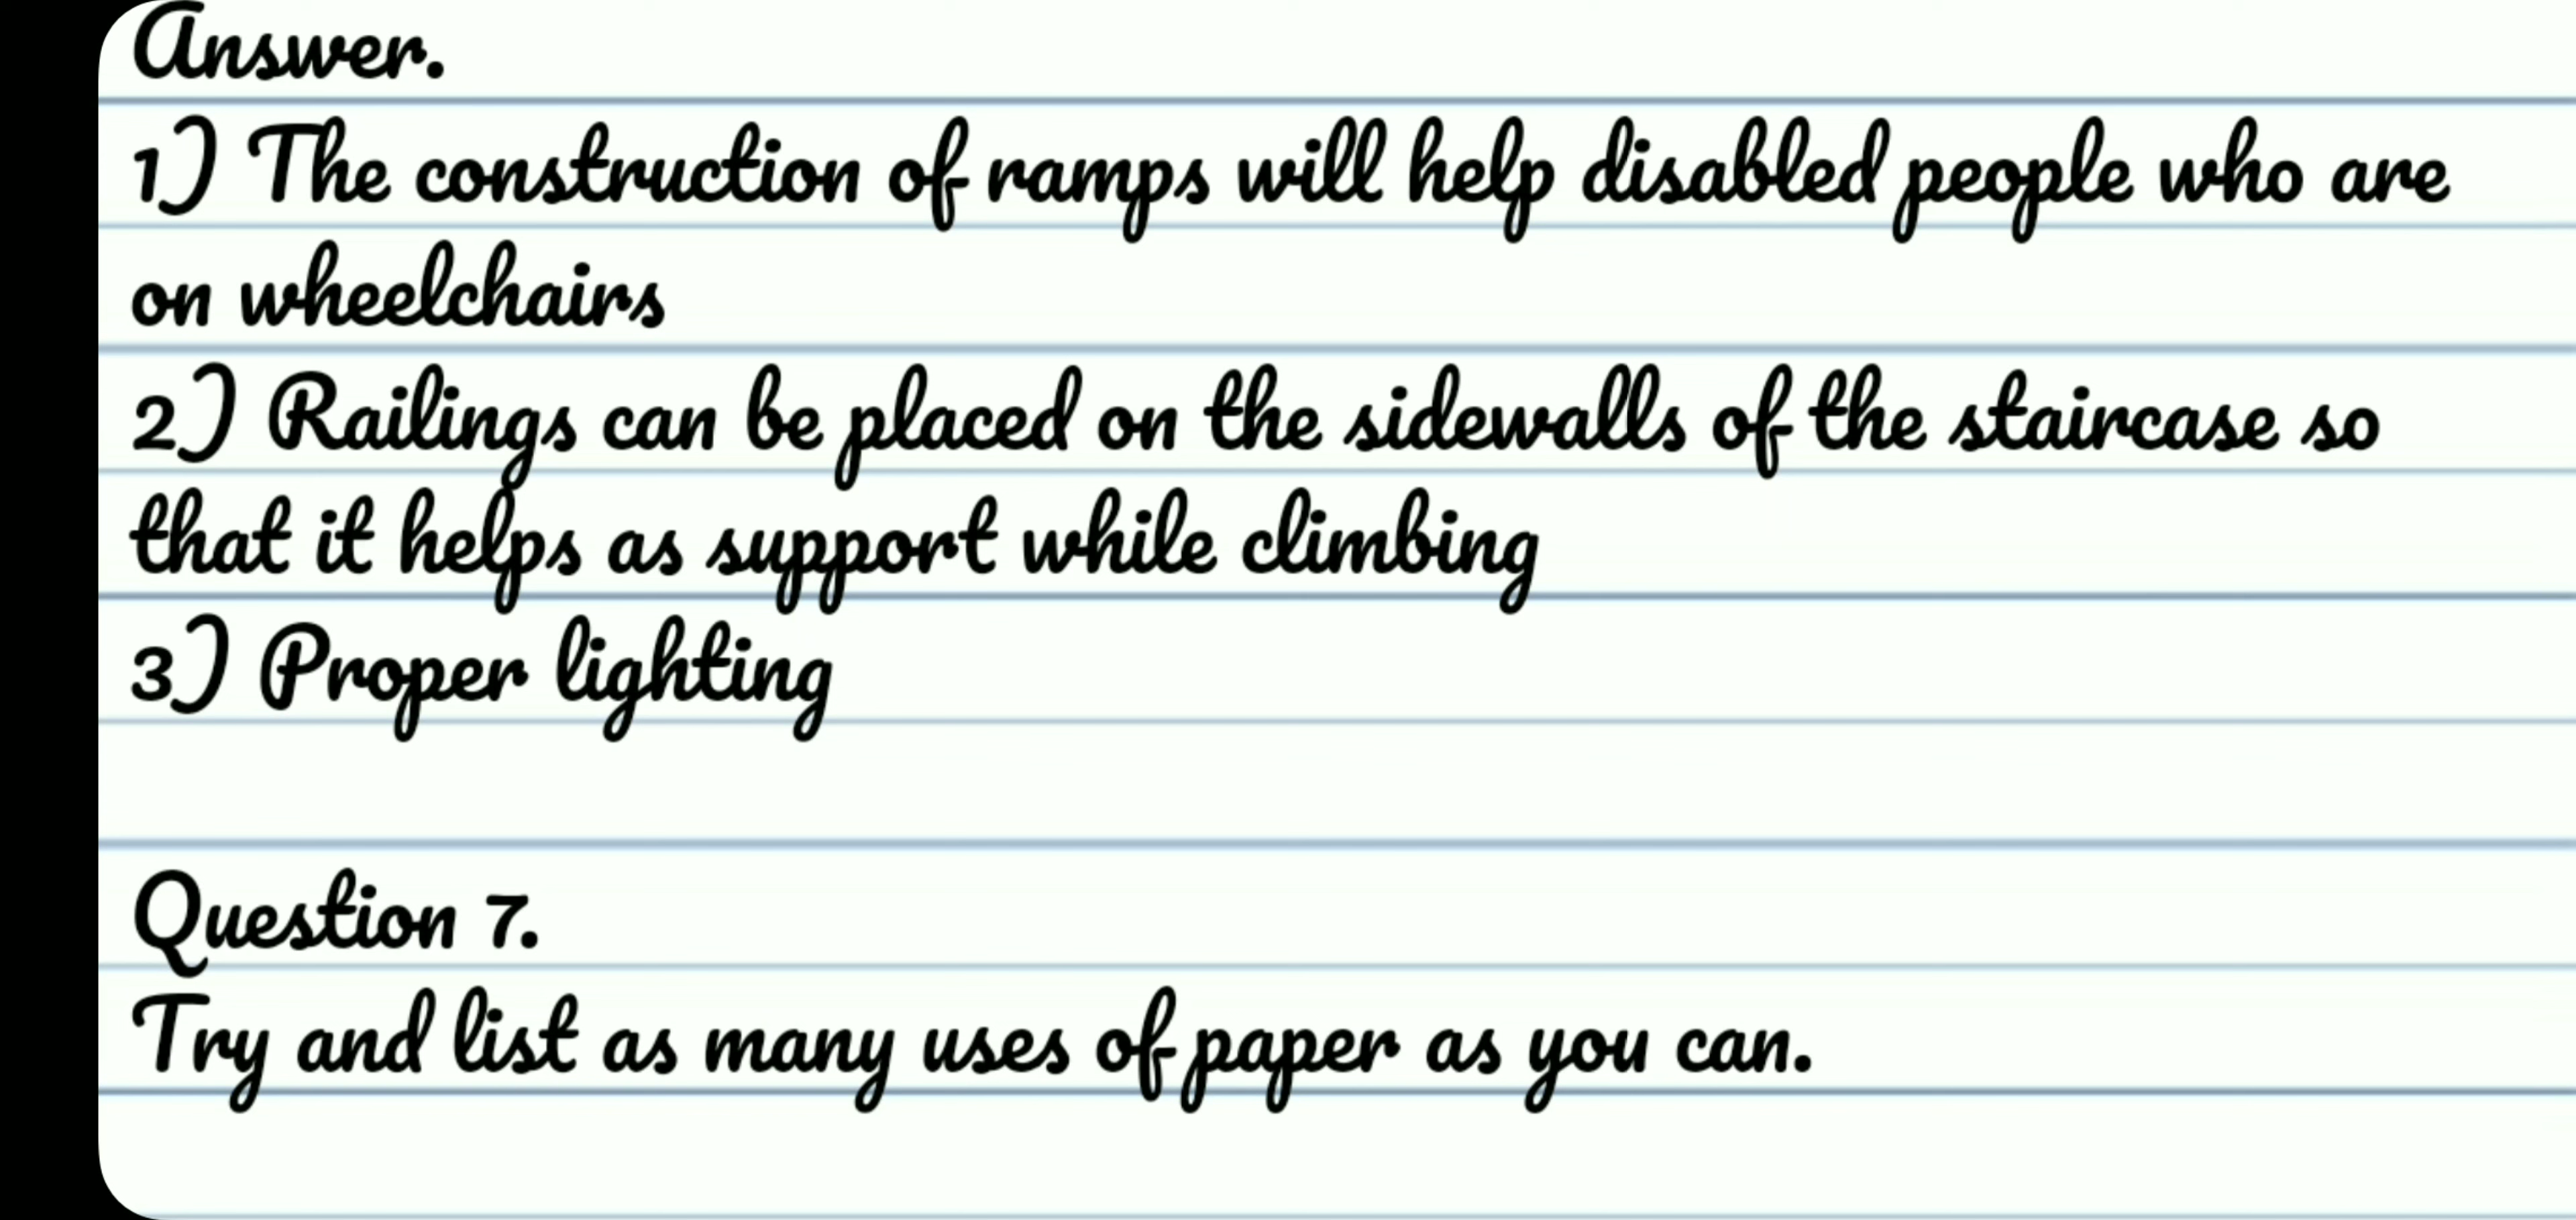 Answer.
1) The construction of ramps will help disabled people who are
on wheelchairs
2) Railings can be placed on the sidewalls of the staircase so
that it helps as support while climbing
3) Proper lighting
Question 7.
Try and list as many uses of paper as you can.